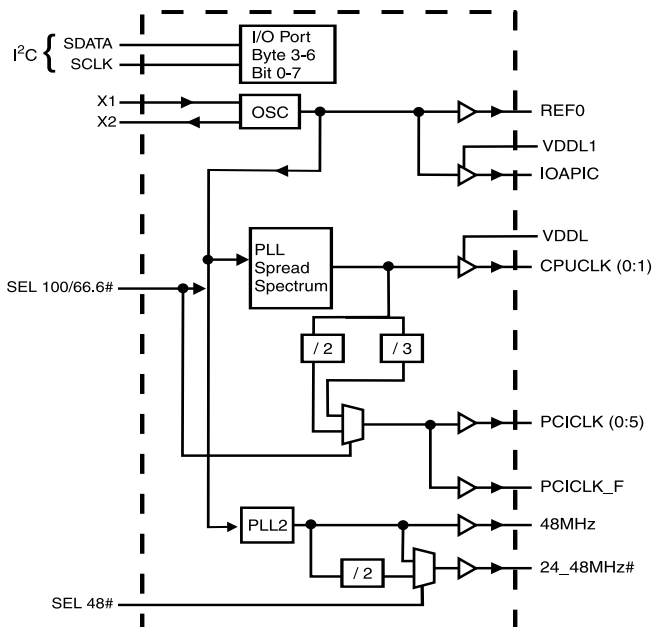 I²C { SDATA
SCLK
I/O Port
Byte 3-6
Bit 0-7
X1
X2
OSC
REF0
VDDL1
IOAPIC
PLL
Spread
Spectrum
VDDL
CPUCLK (0:1)
SEL 100/66.6#
/ 2
/ 3
PCICLK (0:5)
PCICLK_F
PLL2
48MHz
/ 2
24_48MHz#
SEL 48#